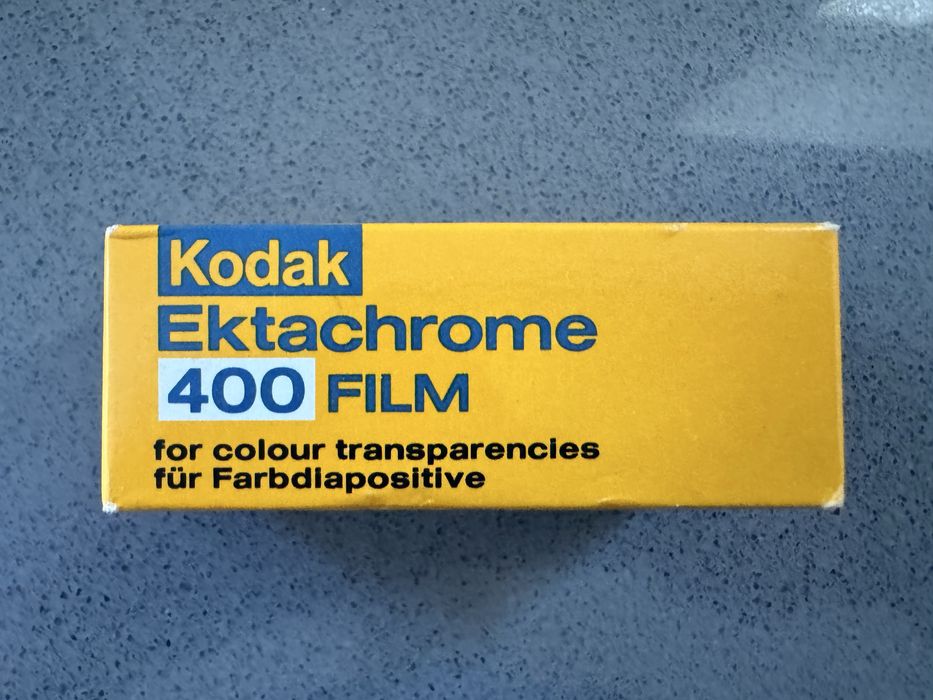 Kodak
Ektachrome
400 FILM
for colour transparencies
für Farbdiapositive